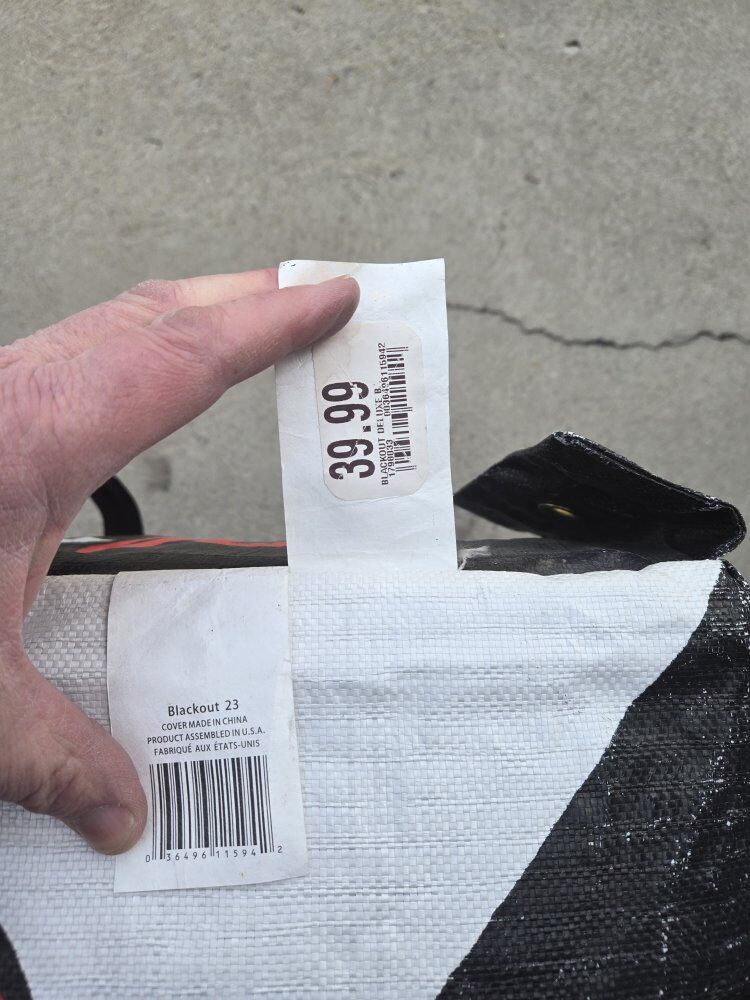 39.99
BLACKOUT DELUXE B
1798033 0036496115942
Blackout 23
COVER MADE IN CHINA
PRODUCT ASSEMBLED IN U.S.A.
FABRIQUÉ AUX ÉTATS-UNIS
0 36496 11594 2